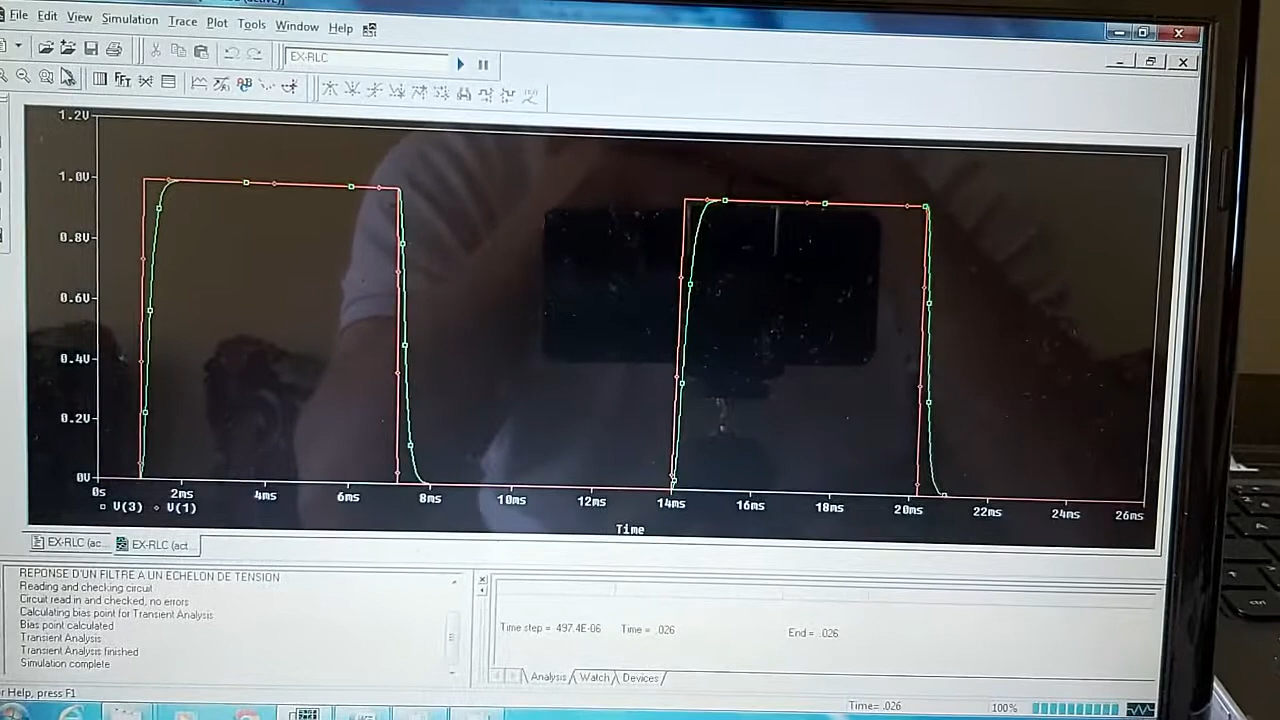 File Edit View Simulation Trace Plot Tools Window Help
EX-RLC
1.2V
1.0V
0.8V
0.6V
0.4V
0.2V
0V
0s 2ms 4ms 6ms 8ms 10ms 12ms 14ms 16ms 18ms 20ms 22ms 24ms 26ms
V(3) V(1)
Time
EX-RLC (ac... EX-RLC (act...
REPONSE D'UN FILTRE A UN ECHELON DE TENSION
Reading and checking circuit
Circuit read in and checked, no errors
Calculating bias point for Transient Analysis
Bias point calculated
Transient Analysis
Transient Analysis finished
Simulation complete
Time step = 497.4E-06 Time = .026 End = .026
Analysis Watch Devices
r Help, press F1
Time= .026 100%